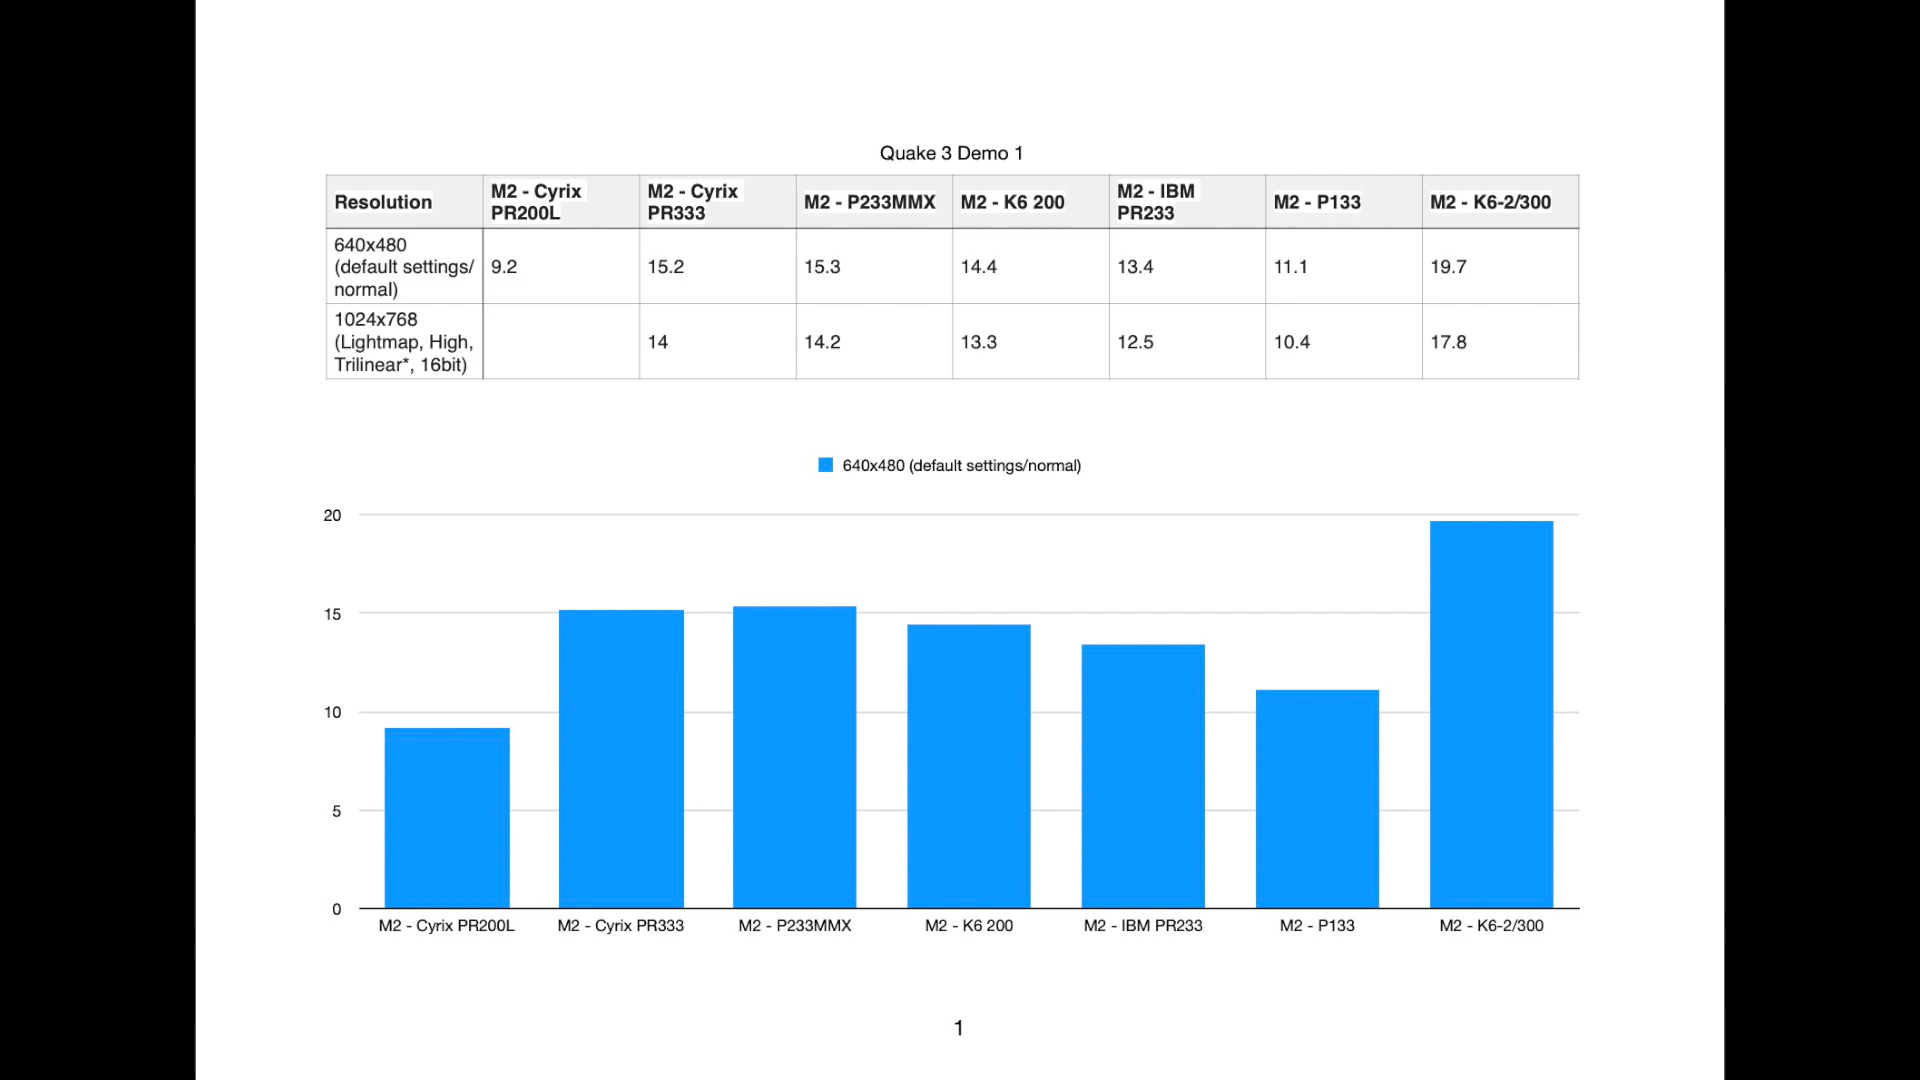 Quake 3 Demo 1
Resolution
M2 - Cyrix
PR200L
M2 - Cyrix
PR333
M2 - P233MMX
M2 - K6 200
M2 - IBM
PR233
M2 - P133
M2 - K6-2/300
640x480
(default settings/
normal)
9.2
15.2
15.3
14.4
13.4
11.1
19.7
1024x768
(Lightmap, High,
Trilinear*, 16bit)
14
14.2
13.3
12.5
10.4
17.8
640x480 (default settings/normal)
20
15
10
5
0
M2 - Cyrix PR200L
M2 - Cyrix PR333
M2 - P233MMX
M2 - K6 200
M2 - IBM PR233
M2 - P133
M2 - K6-2/300
1